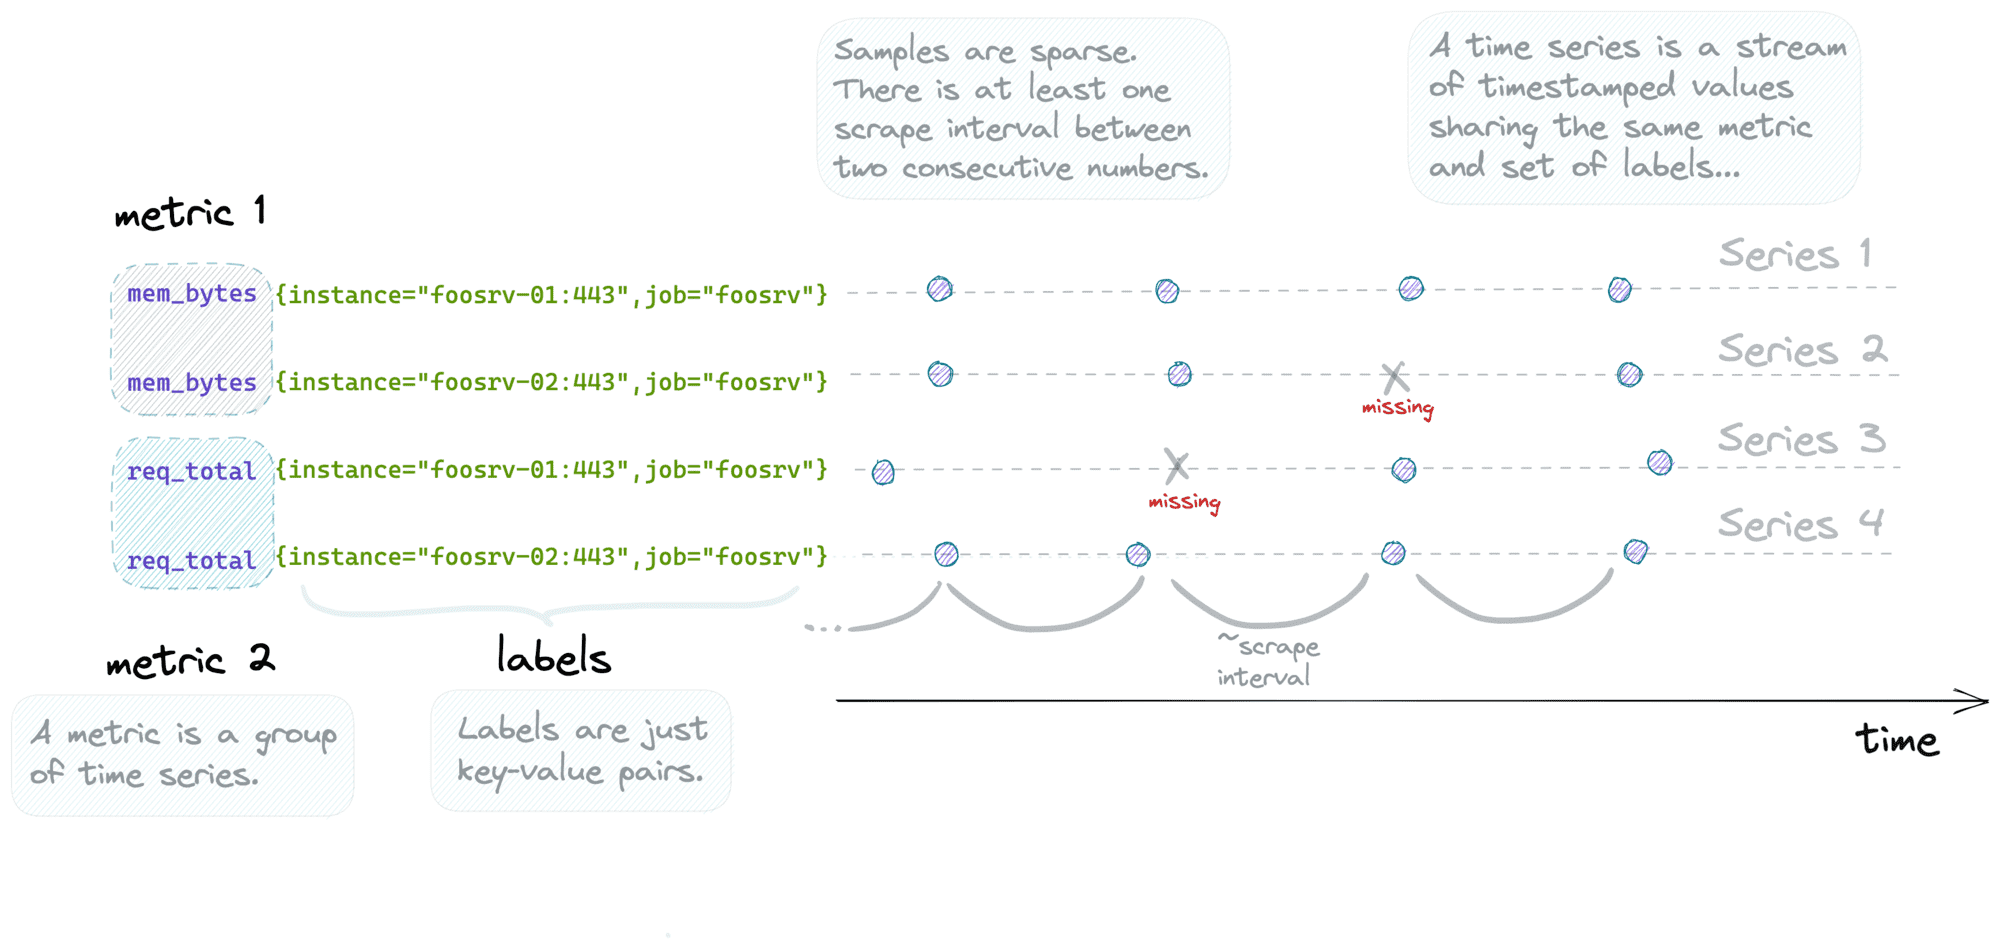 Samples are sparse.
There is at least one
scrape interval between
two consecutive numbers.
A time series is a stream
of timestamped values
sharing the same metric
and set of labels...
metric 1
mem_bytes {instance="foosrv-01:443",job="foosrv"}
Series 1
mem_bytes {instance="foosrv-02:443",job="foosrv"}
Series 2
missing
req_total {instance="foosrv-01:443",job="foosrv"}
Series 3
missing
req_total {instance="foosrv-02:443",job="foosrv"}
Series 4
...
~scrape
interval
metric 2
labels
time
A metric is a group
of time series.
Labels are just
key-value pairs.